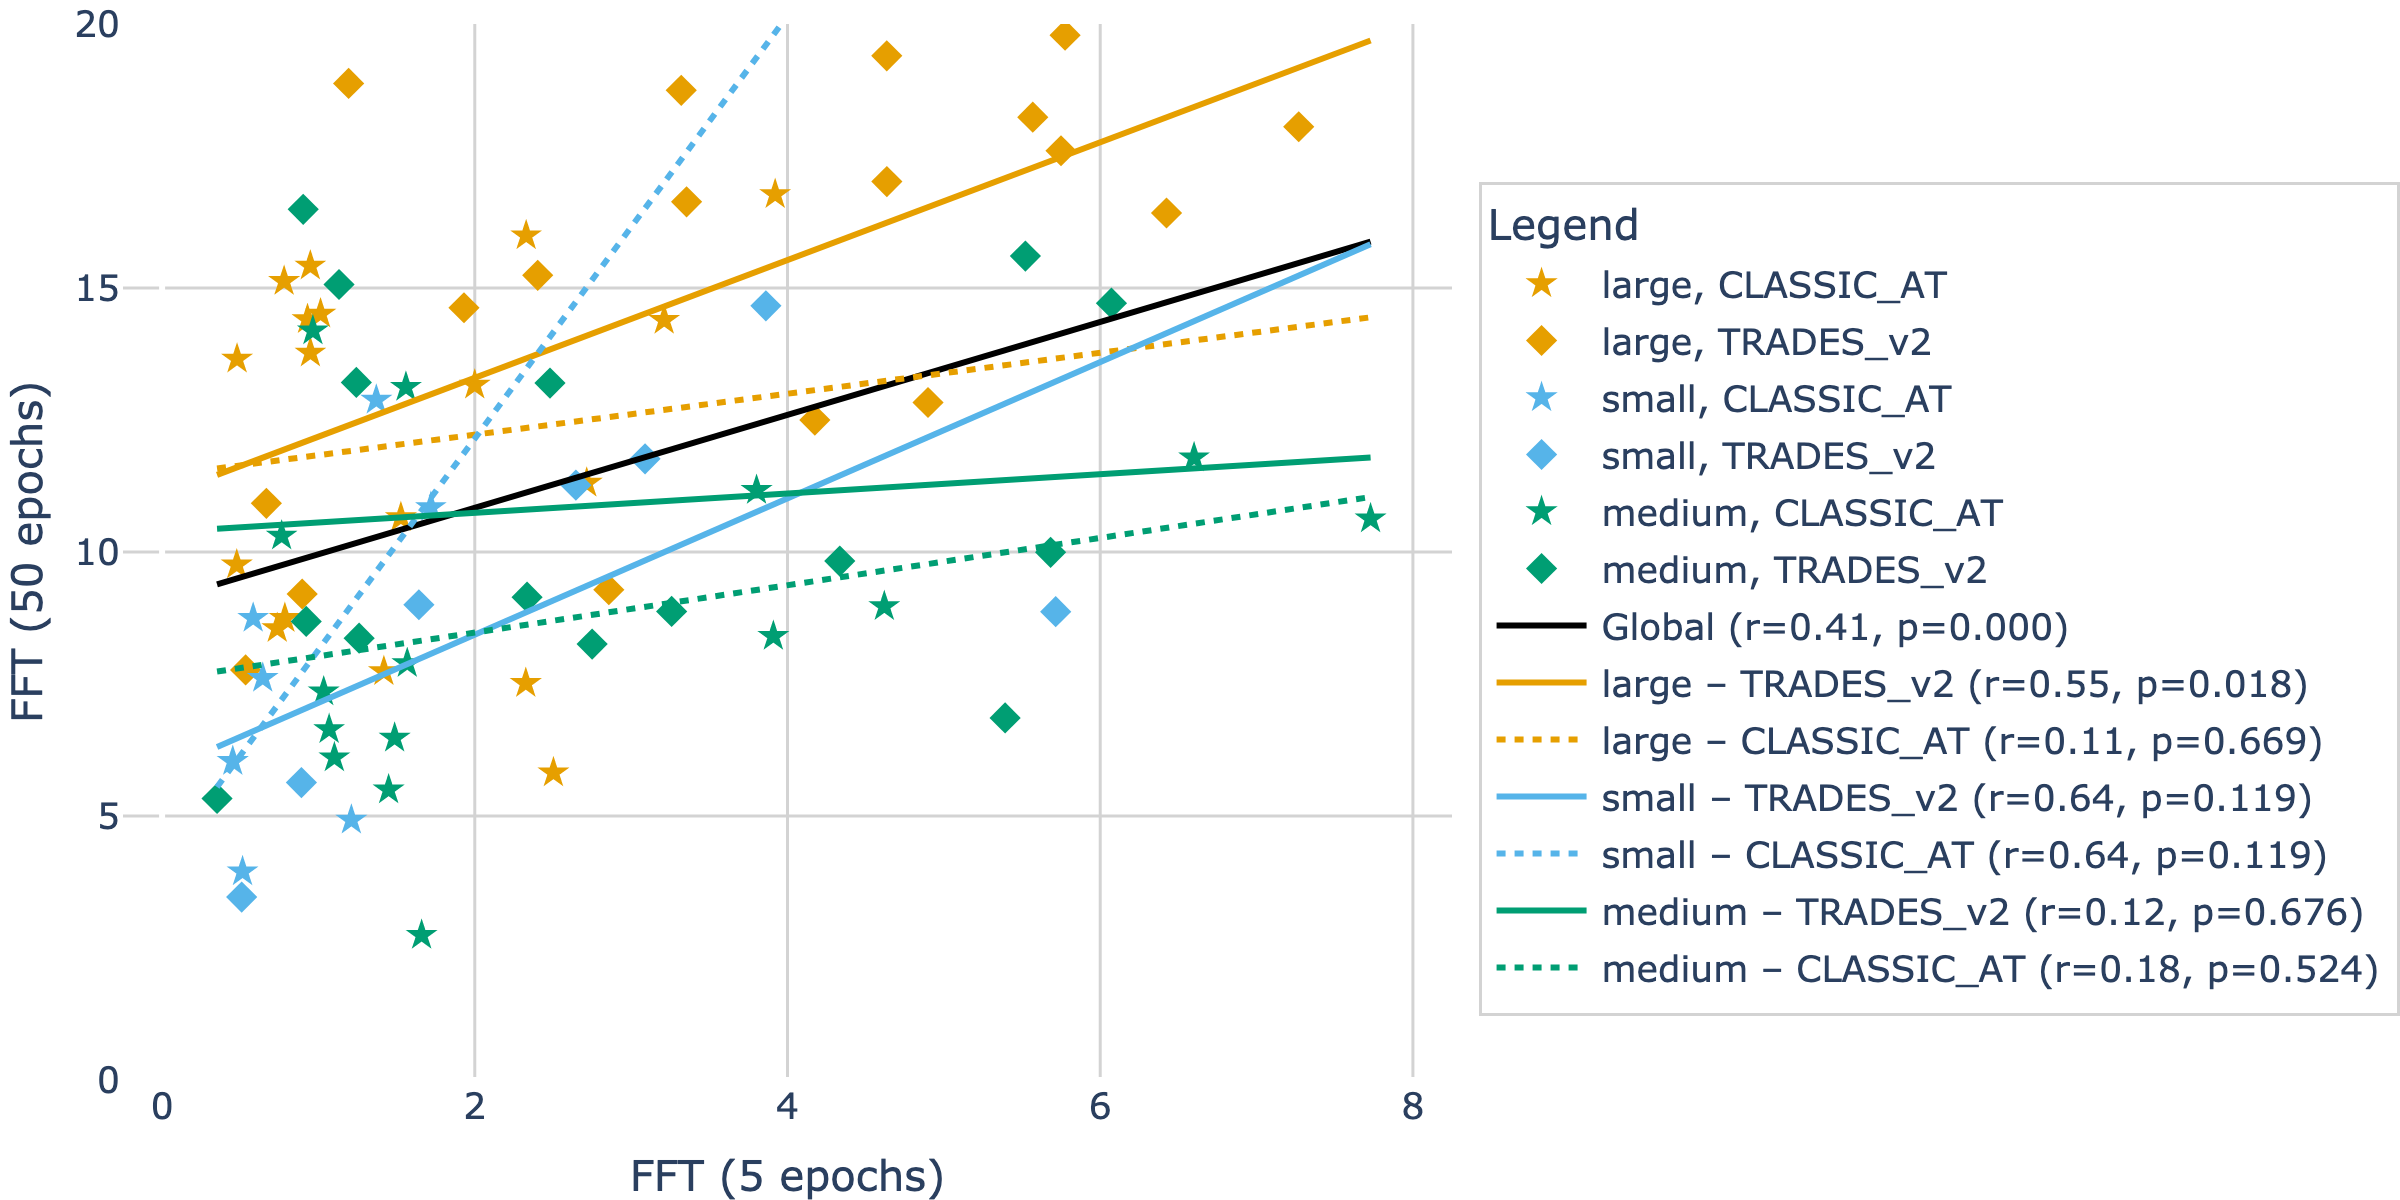 20
15
10
5
0
FFT (50 epochs)
0 2 4 6 8
FFT (5 epochs)
Legend
large, CLASSIC_AT
large, TRADES_v2
small, CLASSIC_AT
small, TRADES_v2
medium, CLASSIC_AT
medium, TRADES_v2
Global (r=0.41, p=0.000)
large – TRADES_v2 (r=0.55, p=0.018)
large – CLASSIC_AT (r=0.11, p=0.669)
small – TRADES_v2 (r=0.64, p=0.119)
small – CLASSIC_AT (r=0.64, p=0.119)
medium – TRADES_v2 (r=0.12, p=0.676)
medium – CLASSIC_AT (r=0.18, p=0.524)